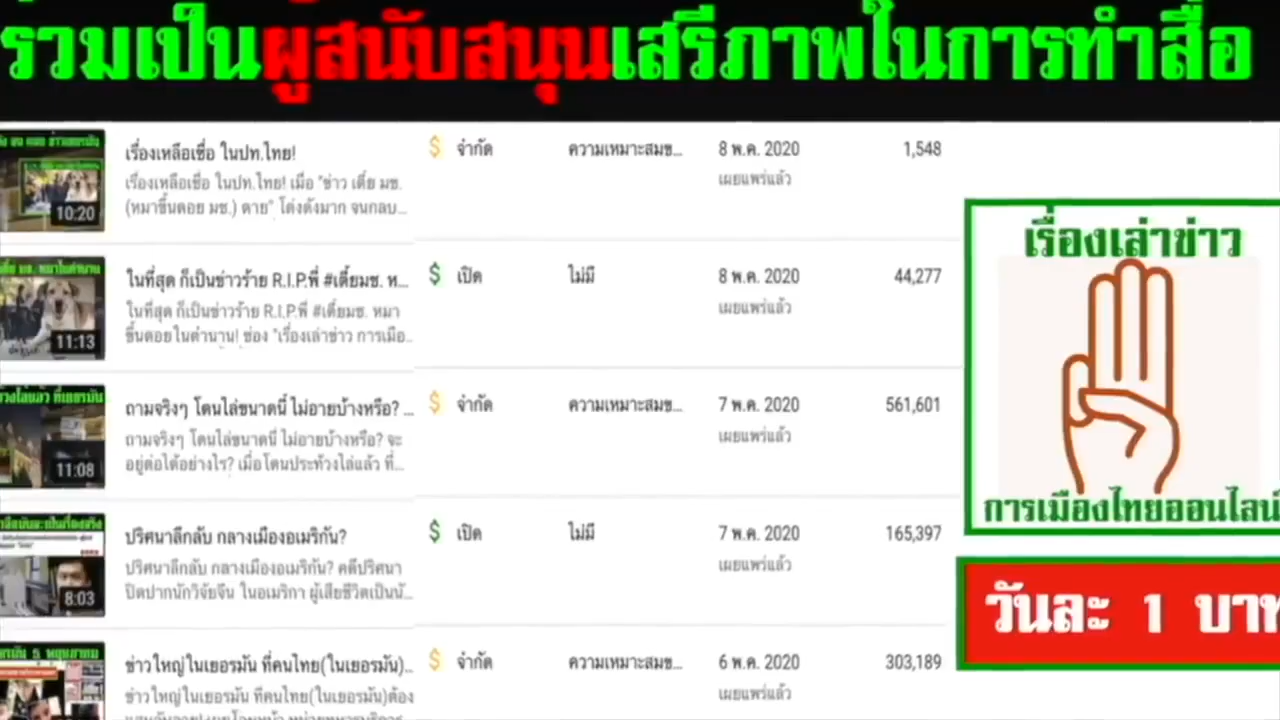 ร่วมเป็นผู้สนับสนุนเสรีภาพในการทำสื่อ
เรื่องเหลือเชื่อ ในปท.ไทย!
เรื่องเหลือเชื่อ ในปท.ไทย! เมื่อ "ข่าว เตี้ย มช.
(หมาขึ้นดอย มช.) ตาย" โด่งดังมาก จนกลบ...
10:20
$ จำกัด
ความเหมาะสมข...
8 พ.ค. 2020
เผยแพร่แล้ว
1,548
ในที่สุด ก็เป็นข่าวร้าย R.I.P.พี่ #เตี้ยมช. ห...
ในที่สุด ก็เป็นข่าวร้าย R.I.P.พี่ #เตี้ยมช. หมา
ขึ้นดอยในตำนาน! ช่อง "เรื่องเล่าข่าว การเมือ...
11:13
$ เปิด
ไม่มี
8 พ.ค. 2020
เผยแพร่แล้ว
44,277
ถามจริงๆ โดนไล่ขนาดนี้ ไม่อายบ้างหรือ? ...
ถามจริงๆ โดนไล่ขนาดนี้ ไม่อายบ้างหรือ? จะ
อยู่ต่อได้อย่างไร? เมื่อโดนประท้วงไล่แล้ว ที่...
11:08
$ จำกัด
ความเหมาะสมข...
7 พ.ค. 2020
เผยแพร่แล้ว
561,601
ปริศนาลึกลับ กลางเมืองอเมริกัน?
ปริศนาลึกลับ กลางเมืองอเมริกัน? คดีปริศนา
ปิดปากนักวิจัยจีน ในอเมริกา ผู้เสียชีวิตเป็นนั...
8:03
$ เปิด
ไม่มี
7 พ.ค. 2020
เผยแพร่แล้ว
165,397
ข่าวใหญ่ในเยอรมัน ที่คนไทย(ในเยอรมัน)...
ข่าวใหญ่ในเยอรมัน ที่คนไทย(ในเยอรมัน)ต้อง
$ จำกัด
ความเหมาะสมข...
6 พ.ค. 2020
เผยแพร่แล้ว
303,189
เรื่องเล่าข่าว
การเมืองไทยออนไลน์
วันละ 1 บาท